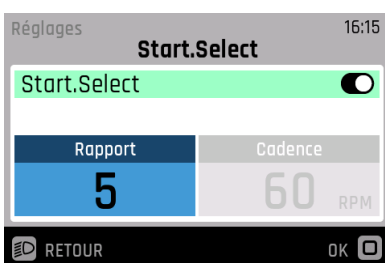 Réglages 16:15
Start.Select
Start.Select
Rapport Cadence
5 60 RPM
RETOUR OK